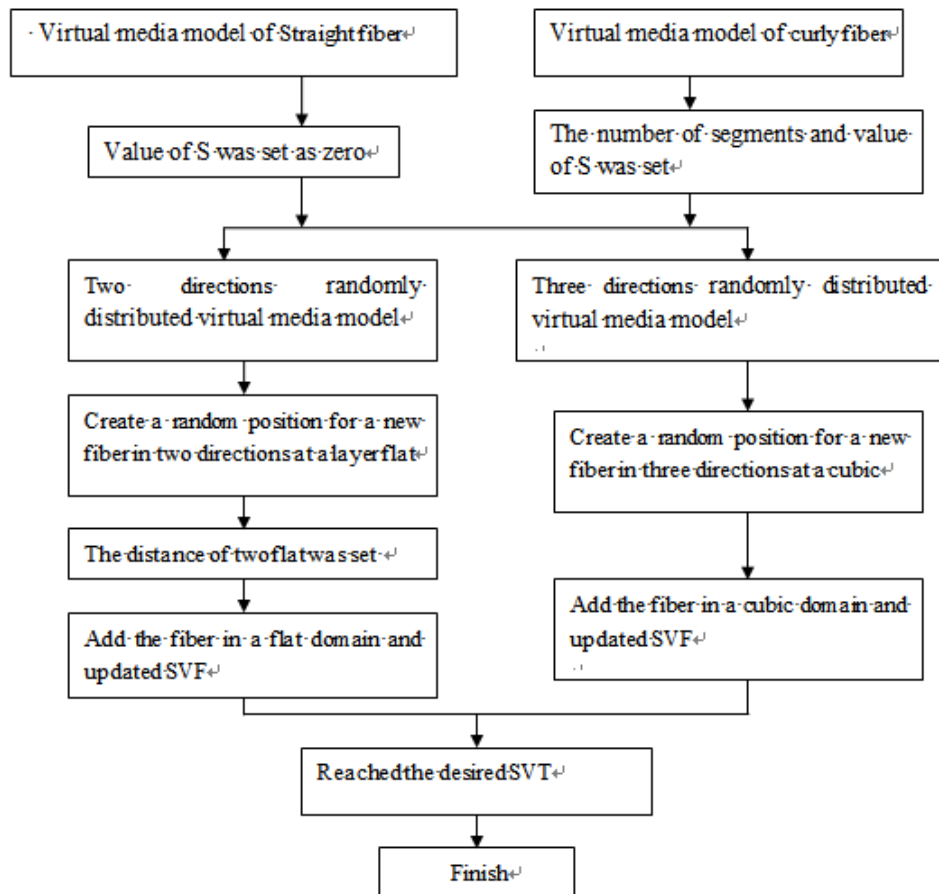 Virtual media model of Straight fiber
Virtual media model of curly fiber
Value of S was set as zero
The number of segments and value
of S was set
Two directions randomly
distributed virtual media model
Three directions randomly distributed
virtual media model
Create a random position for a new
fiber in two directions at a layer flat
Create a random position for a new
fiber in three directions at a cubic
The distance of two flat was set
Add the fiber in a flat domain and
updated SVF
Add the fiber in a cubic domain and
updated SVF
Reached the desired SVT
Finish